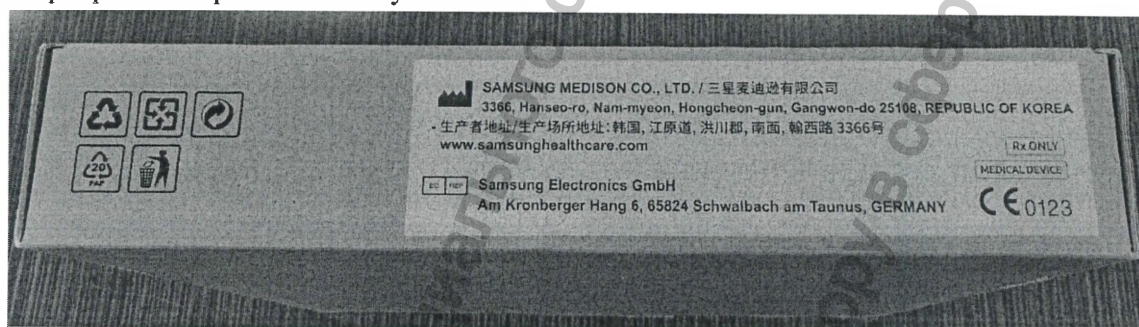 20
PAP
SAMSUNG MEDISON CO., LTD. / 三星麦迪逊有限公司
3366, Hanseo-ro, Nam-myeon, Hongcheon-gun, Gangwon-do 25108, REPUBLIC OF KOREA
- 生产者地址/生产场所地址: 韩国, 江原道, 洪川郡, 南面, 翰西路 3366号
www.samsunghealthcare.com
Rx ONLY
MEDICAL DEVICE
EC REP Samsung Electronics GmbH
Am Kronberger Hang 6, 65824 Schwalbach am Taunus, GERMANY
CE 0123